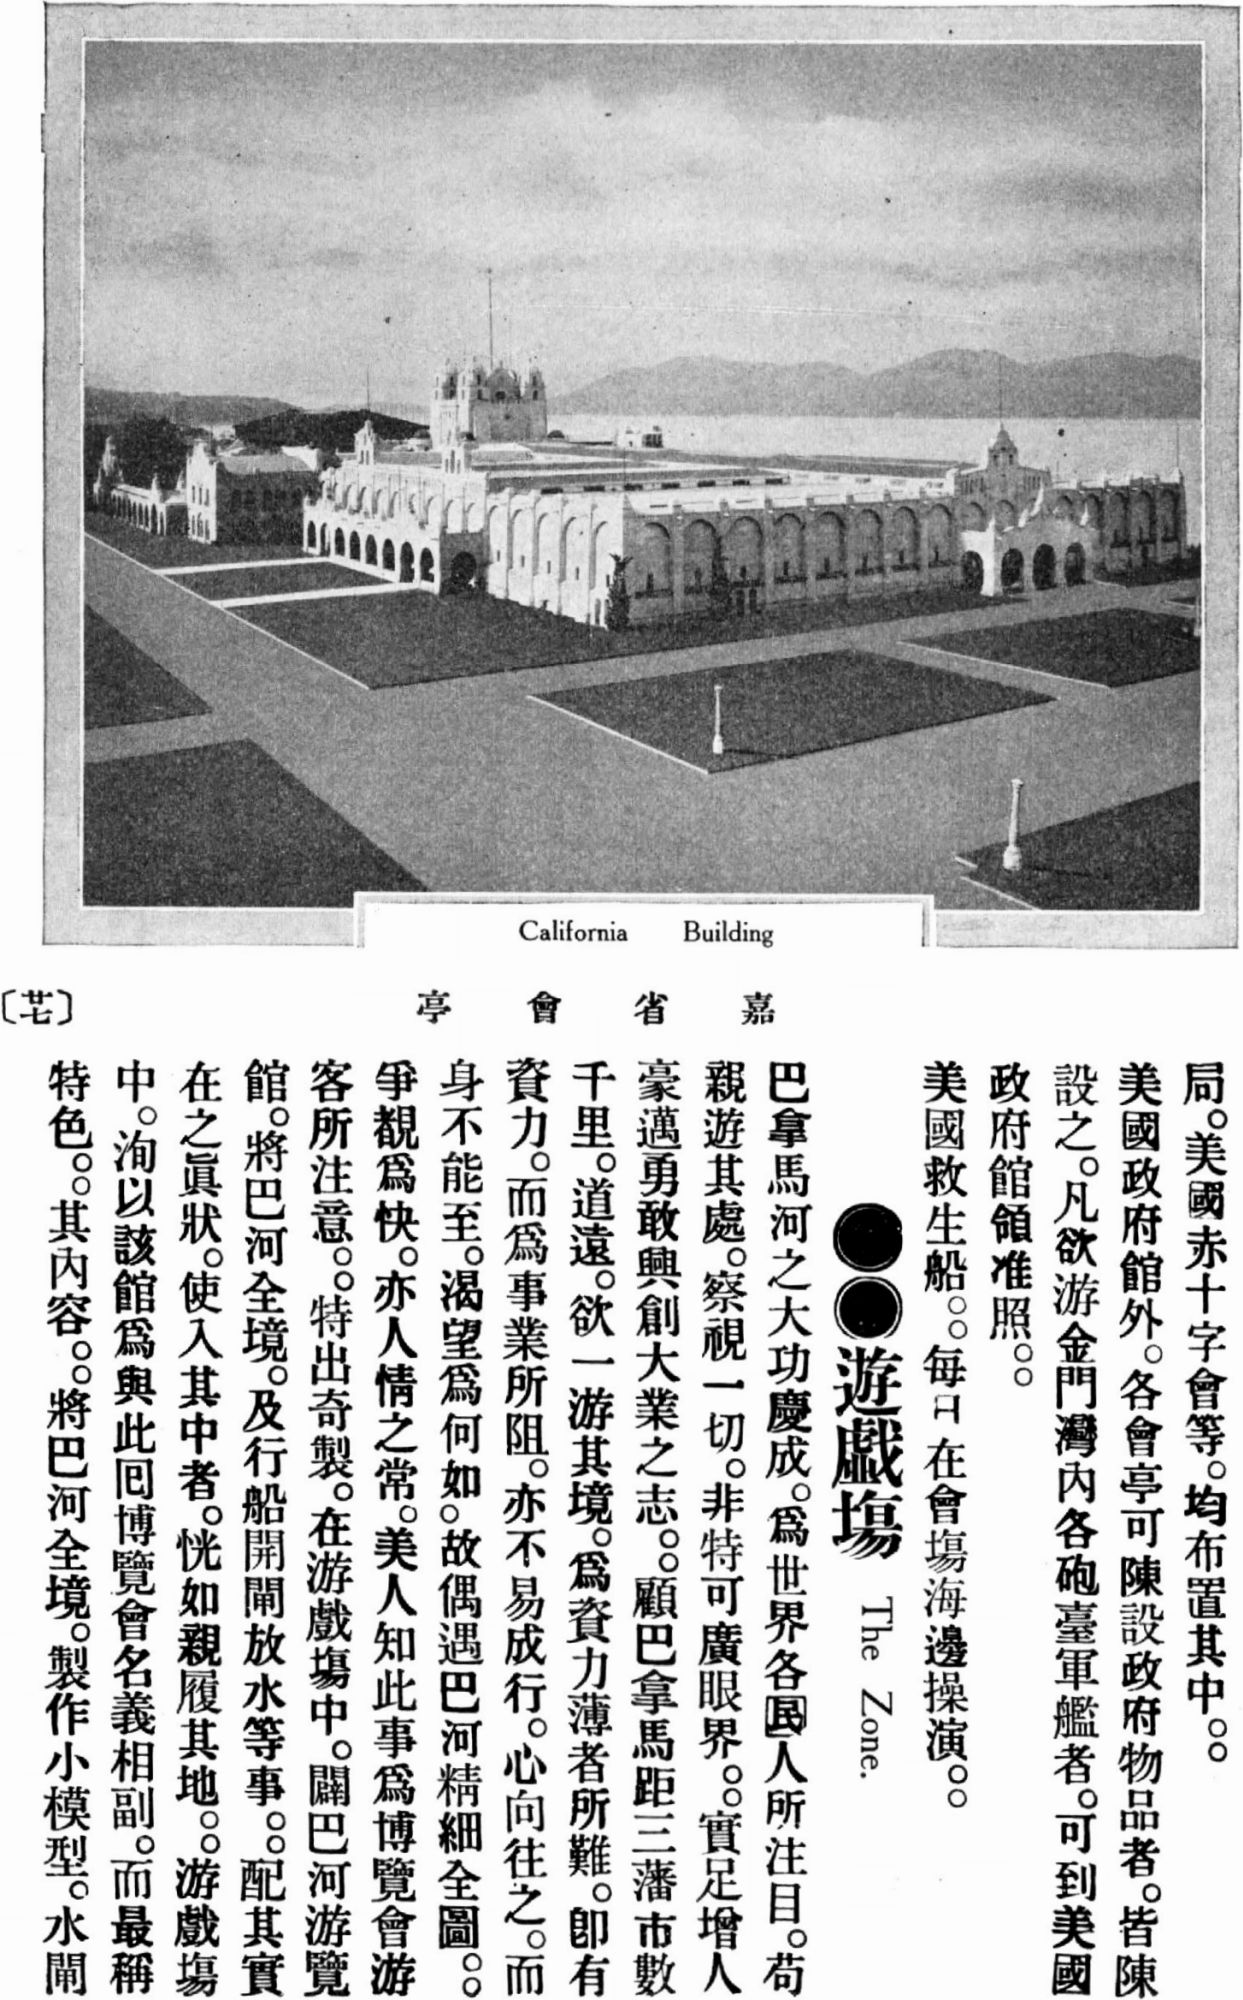 California Building
嘉省會亭
〔廿七〕
局。美國赤十字會等。均布置其中。○○
美國政府館外。各會亭可陳設政府物品者。皆陳
設之。凡欲游金門灣內各砲臺軍艦者。可到美國
政府館領准照。○○
美國救生船。○○每日在會塲海邊操演。○○
●●遊戲塲 The Zone.
巴拿馬河之大功慶成。爲世界各國人所注目。苟
親遊其處。察視一切。非特可廣眼界。○○實足增人
豪邁勇敢興創大業之志。○○顧巴拿馬距三藩市數
千里。道遠。欲一游其境。爲資力薄者所難。卽有
資力。而爲事業所阻。亦不易成行。心向往之。而
身不能至。渴望爲何如。故偶遇巴河精細全圖。○○
爭覩爲快。亦人情之常。美人知此事爲博覽會游
客所注意。○○特出奇製。在游戲塲中。闢巴河游覽
館。將巴河全境。及行船開閘放水等事。○○配其實
在之眞狀。使入其中者。恍如親履其地。○○游戲塲
中。洵以該館爲與此囘博覽會名義相副。而最稱
特色。○○其內容。○○將巴河全境。製作小模型。水閘